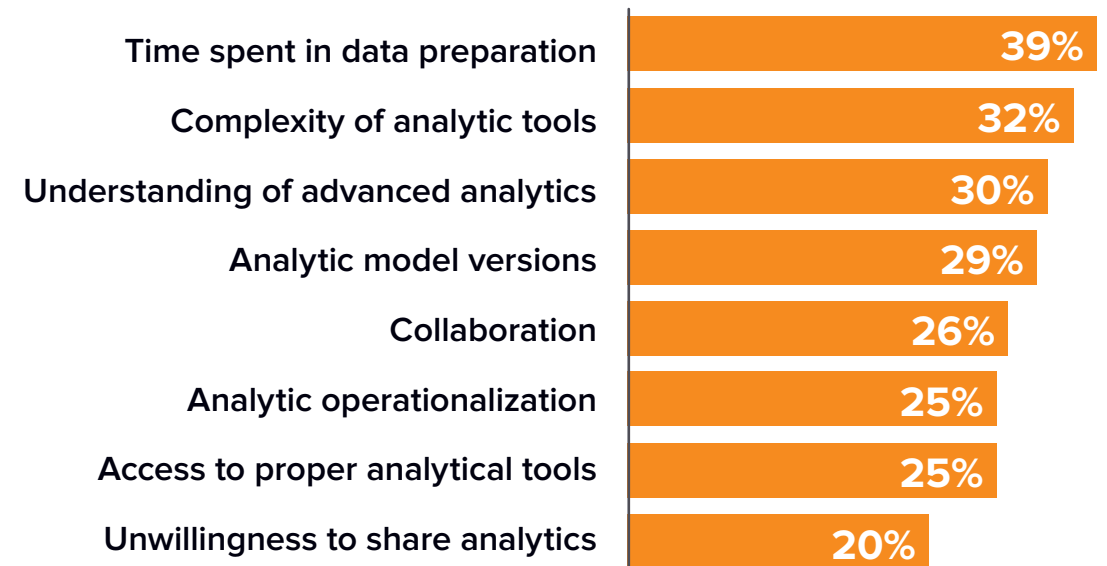 Time spent in data preparation 39%
Complexity of analytic tools 32%
Understanding of advanced analytics 30%
Analytic model versions 29%
Collaboration 26%
Analytic operationalization 25%
Access to proper analytical tools 25%
Unwillingness to share analytics 20%